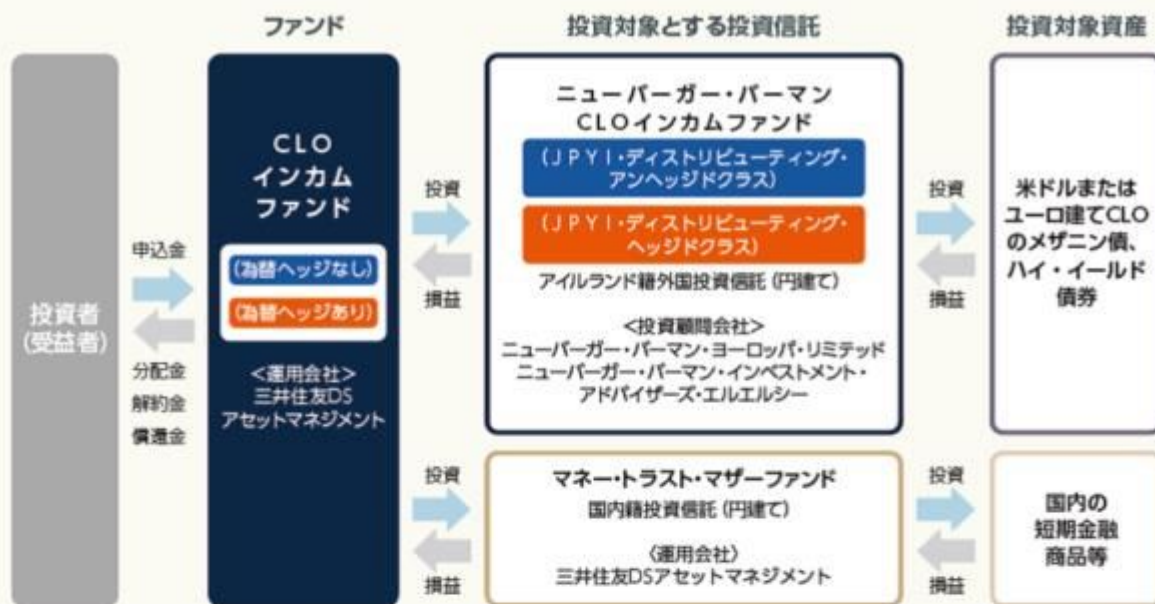 ファンド
投資対象とする投資信託
投資対象資産
投資者
(受益者)
申込金
分配金
解約金
償還金
CLO
インカム
ファンド
(為替ヘッジなし)
(為替ヘッジあり)
<運用会社>
三井住友DS
アセットマネジメント
投資
損益
ニューバーガー・バーマン
CLOインカムファンド
(JPYI・ディストリビューティング・
アンヘッジドクラス)
(JPYI・ディストリビューティング・
ヘッジドクラス)
アイルランド籍外国投資信託(円建て)
<投資顧問会社>
ニューバーガー・バーマン・ヨーロッパ・リミテッド
ニューバーガー・バーマン・インベストメント・
アドバイザーズ・エルエルシー
投資
損益
米ドルまたは
ユーロ建てCLO
のメザニン債、
ハイ・イールド
債券
投資
損益
マネー・トラスト・マザーファンド
国内籍投資信託(円建て)
〈運用会社〉
三井住友DSアセットマネジメント
投資
損益
国内の
短期金融
商品等